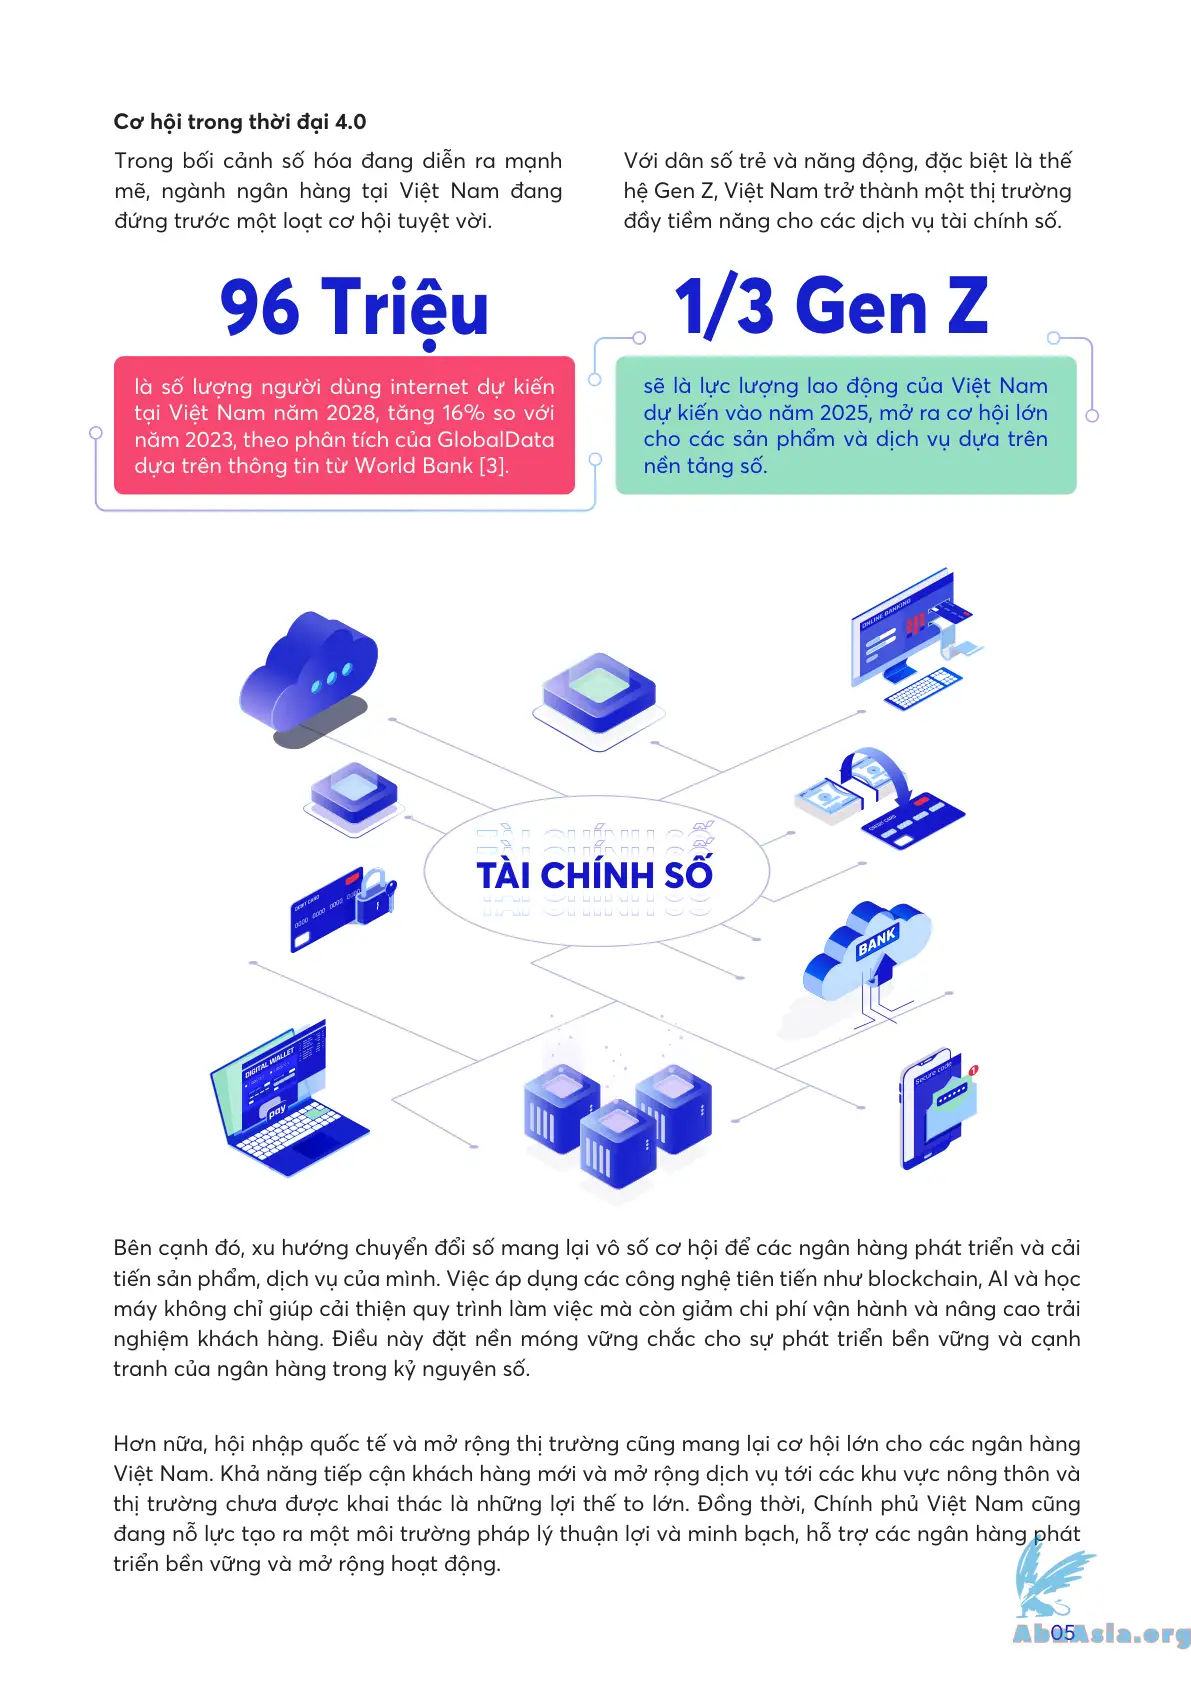 Cơ hội trong thời đại 4.0
Trong bối cảnh số hóa đang diễn ra mạnh
mẽ, ngành ngân hàng tại Việt Nam đang
đứng trước một loạt cơ hội tuyệt vời.
Với dân số trẻ và năng động, đặc biệt là thế
hệ Gen Z, Việt Nam trở thành một thị trường
đầy tiềm năng cho các dịch vụ tài chính số.
96 Triệu
là số lượng người dùng internet dự kiến
tại Việt Nam năm 2028, tăng 16% so với
năm 2023, theo phân tích của GlobalData
dựa trên thông tin từ World Bank [3].
1/3 Gen Z
sẽ là lực lượng lao động của Việt Nam
dự kiến vào năm 2025, mở ra cơ hội lớn
cho các sản phẩm và dịch vụ dựa trên
nền tảng số.
ONLINE BANKING
CREDIT CARD
TÀI CHÍNH SỐ
TÀI CHÍNH SỐ
TÀI CHÍNH SỐ
TÀI CHÍNH SỐ
DEBIT CARD
0000 0000 0000 0000
BANK
DIGITAL WALLET
pay
Secure code
1
Bên cạnh đó, xu hướng chuyển đổi số mang lại vô số cơ hội để các ngân hàng phát triển và cải
tiến sản phẩm, dịch vụ của mình. Việc áp dụng các công nghệ tiên tiến như blockchain, AI và học
máy không chỉ giúp cải thiện quy trình làm việc mà còn giảm chi phí vận hành và nâng cao trải
nghiệm khách hàng. Điều này đặt nền móng vững chắc cho sự phát triển bền vững và cạnh
tranh của ngân hàng trong kỷ nguyên số.
Hơn nữa, hội nhập quốc tế và mở rộng thị trường cũng mang lại cơ hội lớn cho các ngân hàng
Việt Nam. Khả năng tiếp cận khách hàng mới và mở rộng dịch vụ tới các khu vực nông thôn và
thị trường chưa được khai thác là những lợi thế to lớn. Đồng thời, Chính phủ Việt Nam cũng
đang nỗ lực tạo ra một môi trường pháp lý thuận lợi và minh bạch, hỗ trợ các ngân hàng phát
triển bền vững và mở rộng hoạt động.
05